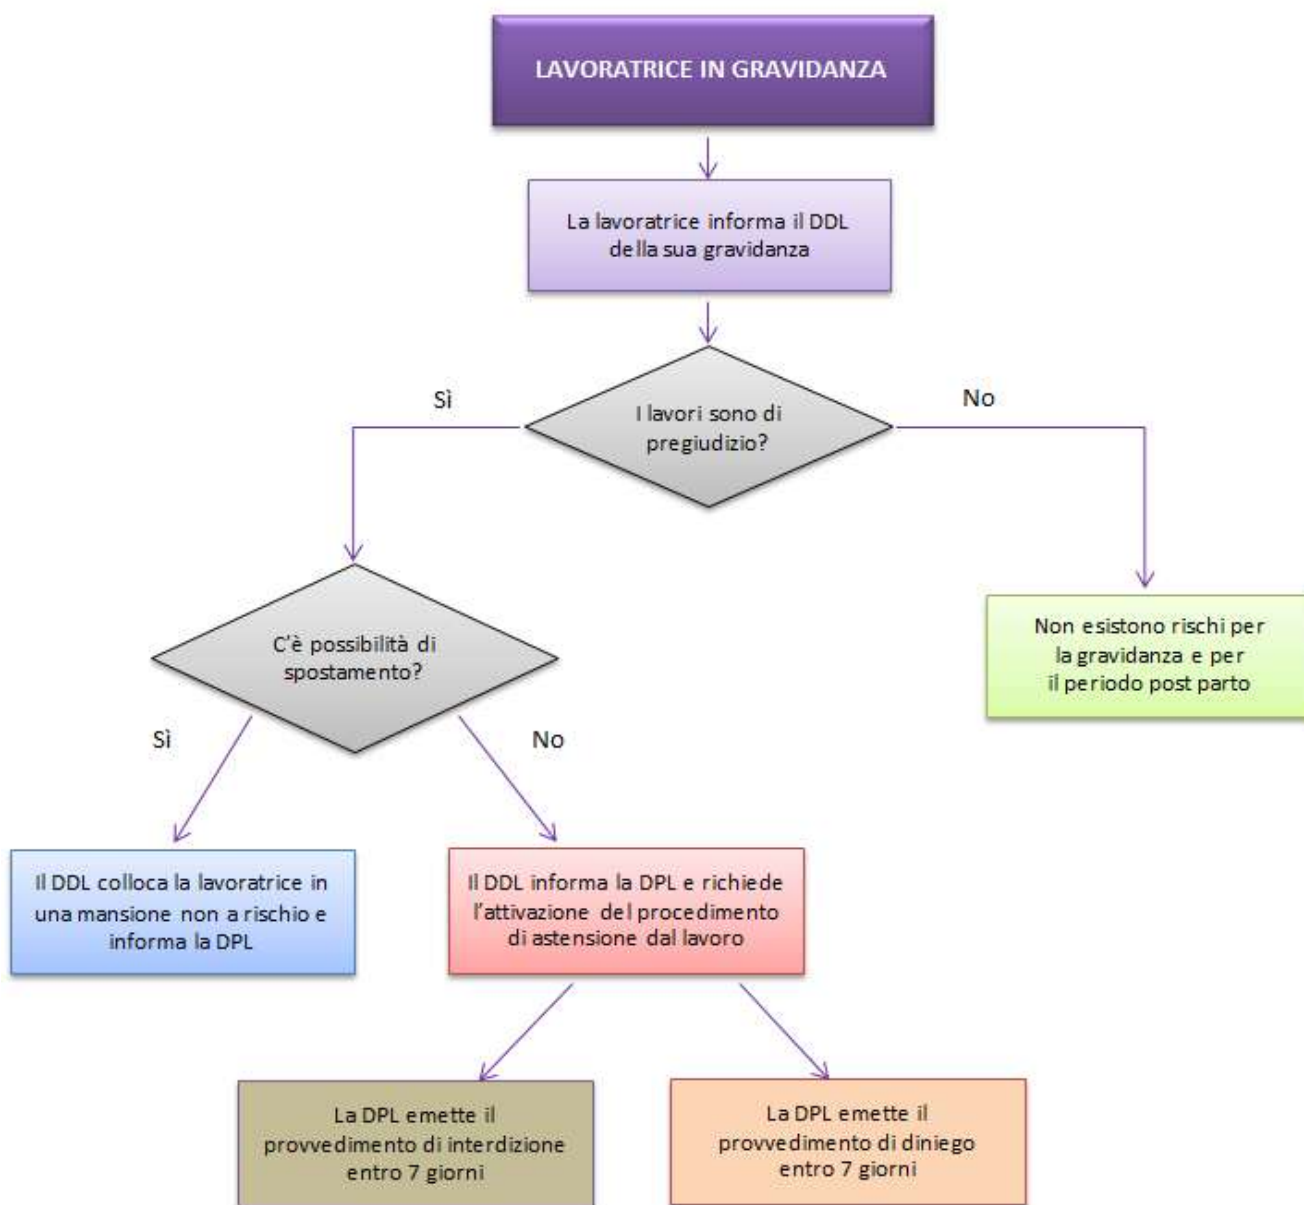 LAVORATRICE IN GRAVIDANZA
La lavoratrice informa il DDL
della sua gravidanza
Sì
I lavori sono di
pregiudizio?
No
C'è possibilità di
spostamento?
Non esistono rischi per
la gravidanza e per
il periodo post parto
Sì
No
Il DDL colloca la lavoratrice in
una mansione non a rischio e
informa la DPL
Il DDL informa la DPL e richiede
l'attivazione del procedimento
di astensione dal lavoro
La DPL emette il
provvedimento di interdizione
entro 7 giorni
La DPL emette il
provvedimento di diniego
entro 7 giorni